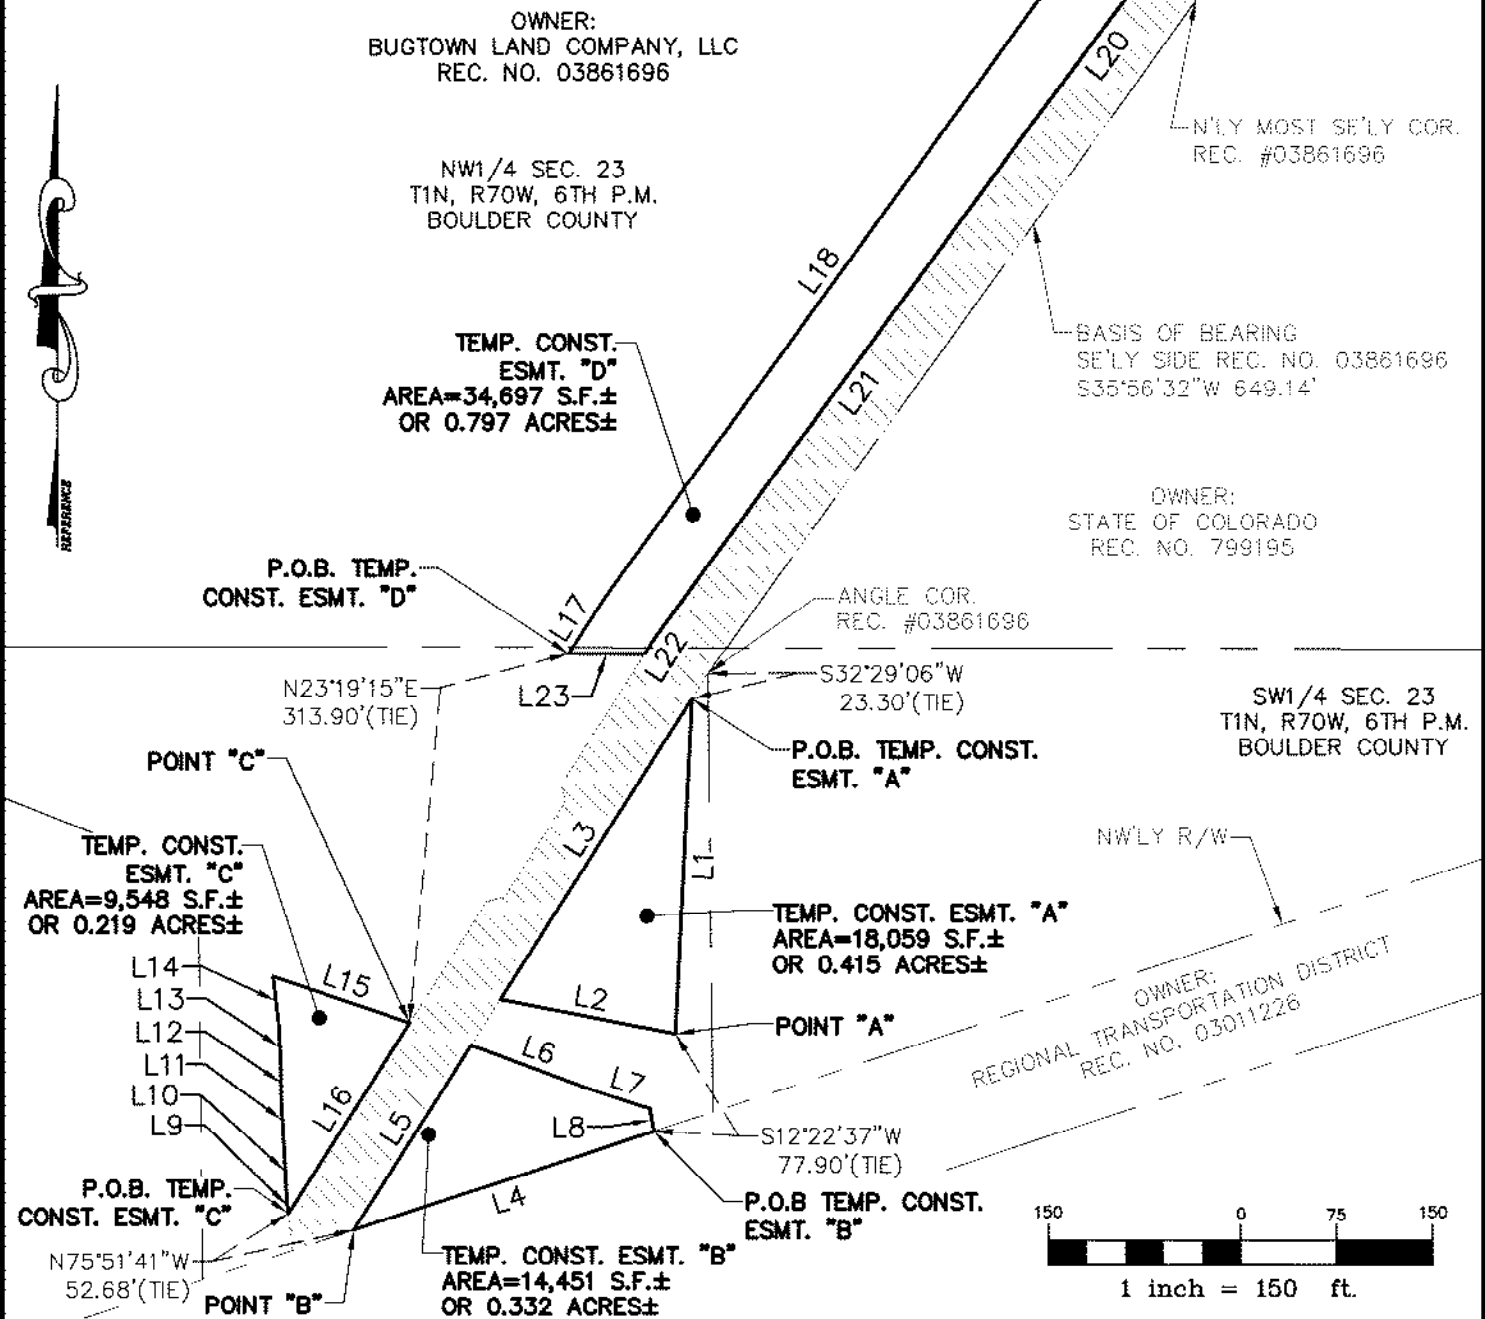 OWNER:
BUGTOWN LAND COMPANY, LLC
REC. NO. 03861696
L20
N'LY MOST SE'LY COR.
REC. #03861696
NW1/4 SEC. 23
T1N, R70W, 6TH P.M.
BOULDER COUNTY
L18
TEMP. CONST.
ESMT. "D"
AREA=34,697 S.F.±
OR 0.797 ACRES±
BASIS OF BEARING
SE'LY SIDE REC. NO. 03861696
S35°56'32"W 649.14'
L21
REFERENCE
OWNER:
STATE OF COLORADO
REC. NO. 799195
P.O.B. TEMP.
CONST. ESMT. "D"
L17
ANGLE COR.
REC. #03861696
L22
L23
N23°19'15"E
313.90'(TIE)
S32°29'06"W
23.30'(TIE)
SW1/4 SEC. 23
T1N, R70W, 6TH P.M.
BOULDER COUNTY
POINT "C"
P.O.B. TEMP. CONST.
ESMT. "A"
TEMP. CONST.
ESMT. "C"
AREA=9,548 S.F.±
OR 0.219 ACRES±
L3
L1
NW'LY R/W
TEMP. CONST. ESMT. "A"
AREA=18,059 S.F.±
OR 0.415 ACRES±
L14
L13
L12
L11
L10
L9
L15
L2
POINT "A"
OWNER:
REGIONAL TRANSPORTATION DISTRICT
REC. NO. 03011226
L6
L7
L8
L16
L5
L4
S12°22'37"W
77.90'(TIE)
P.O.B. TEMP.
CONST. ESMT. "C"
P.O.B TEMP. CONST.
ESMT. "B"
N75°51'41"W
52.68'(TIE)
POINT "B"
TEMP. CONST. ESMT. "B"
AREA=14,451 S.F.±
OR 0.332 ACRES±
150 0 75 150
1 inch = 150 ft.